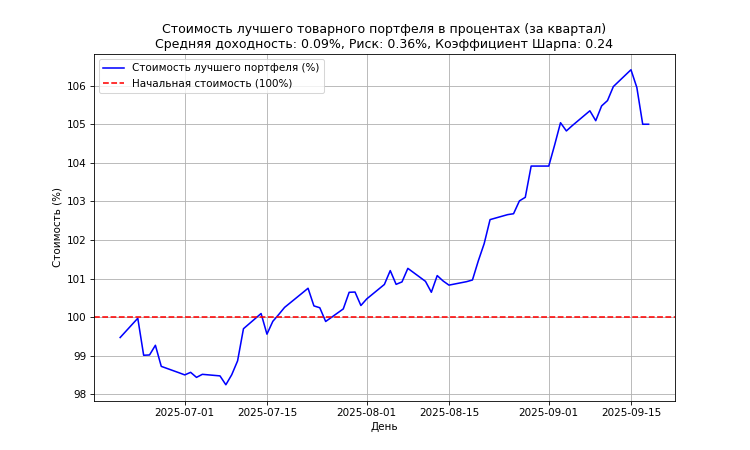 Стоимость лучшего товарного портфеля в процентах (за квартал)
Средняя доходность: 0.09%, Риск: 0.36%, Коэффициент Шарпа: 0.24
Стоимость лучшего портфеля (%)
Начальная стоимость (100%)
Стоимость (%)
106
105
104
103
102
101
100
99
98
2025-07-01
2025-07-15
2025-08-01
2025-08-15
2025-09-01
2025-09-15
День